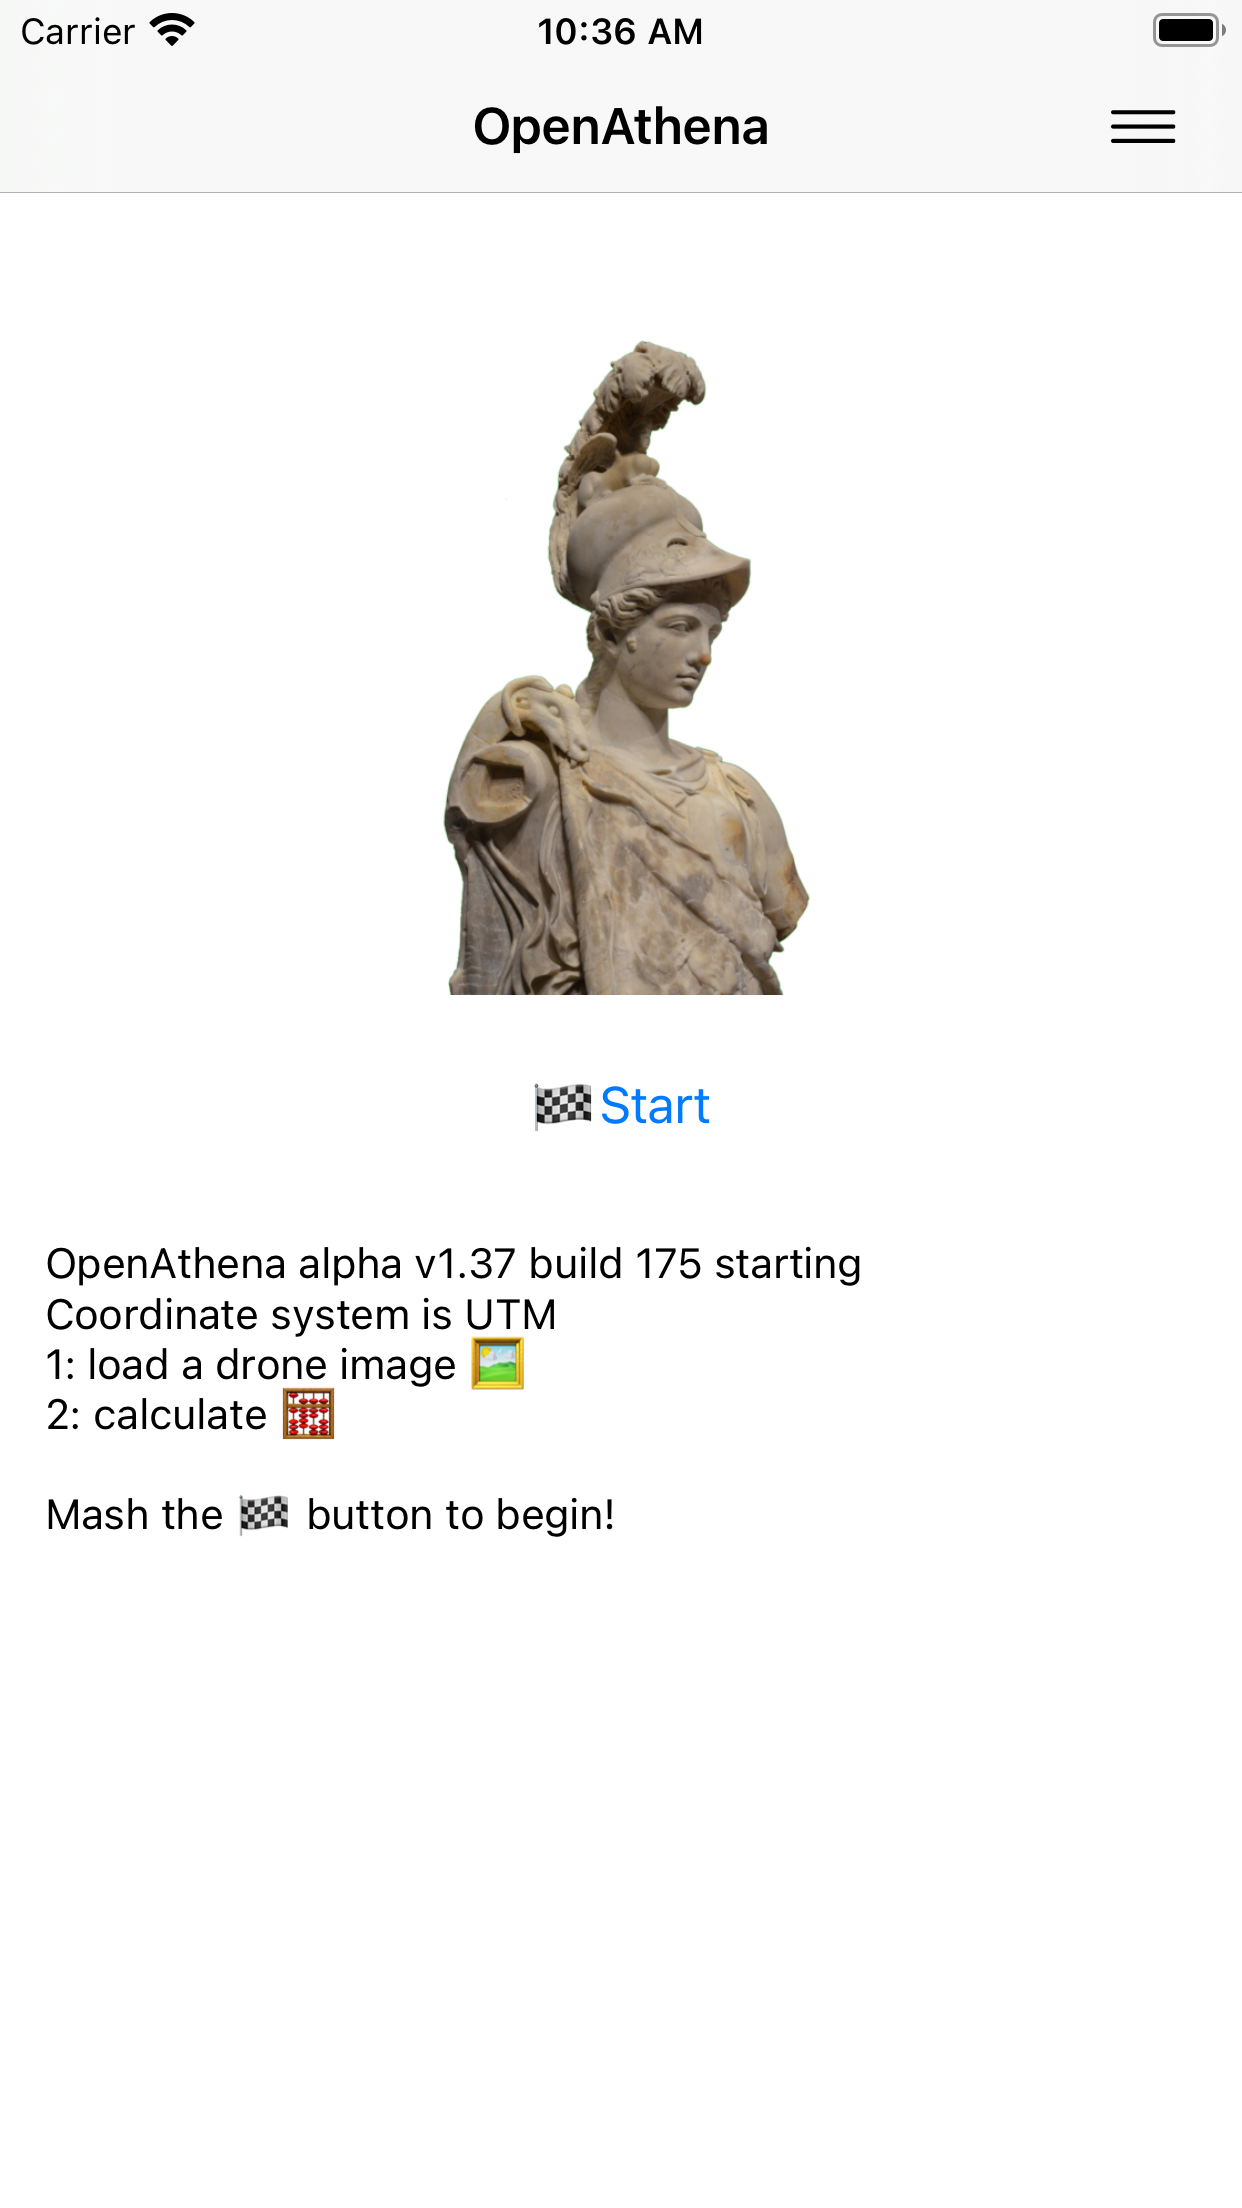 Carrier 10:36 AM
OpenAthena
🏁Start
OpenAthena alpha v1.37 build 175 starting
Coordinate system is UTM
1: load a drone image 🖼️
2: calculate 🧮
Mash the 🏁 button to begin!